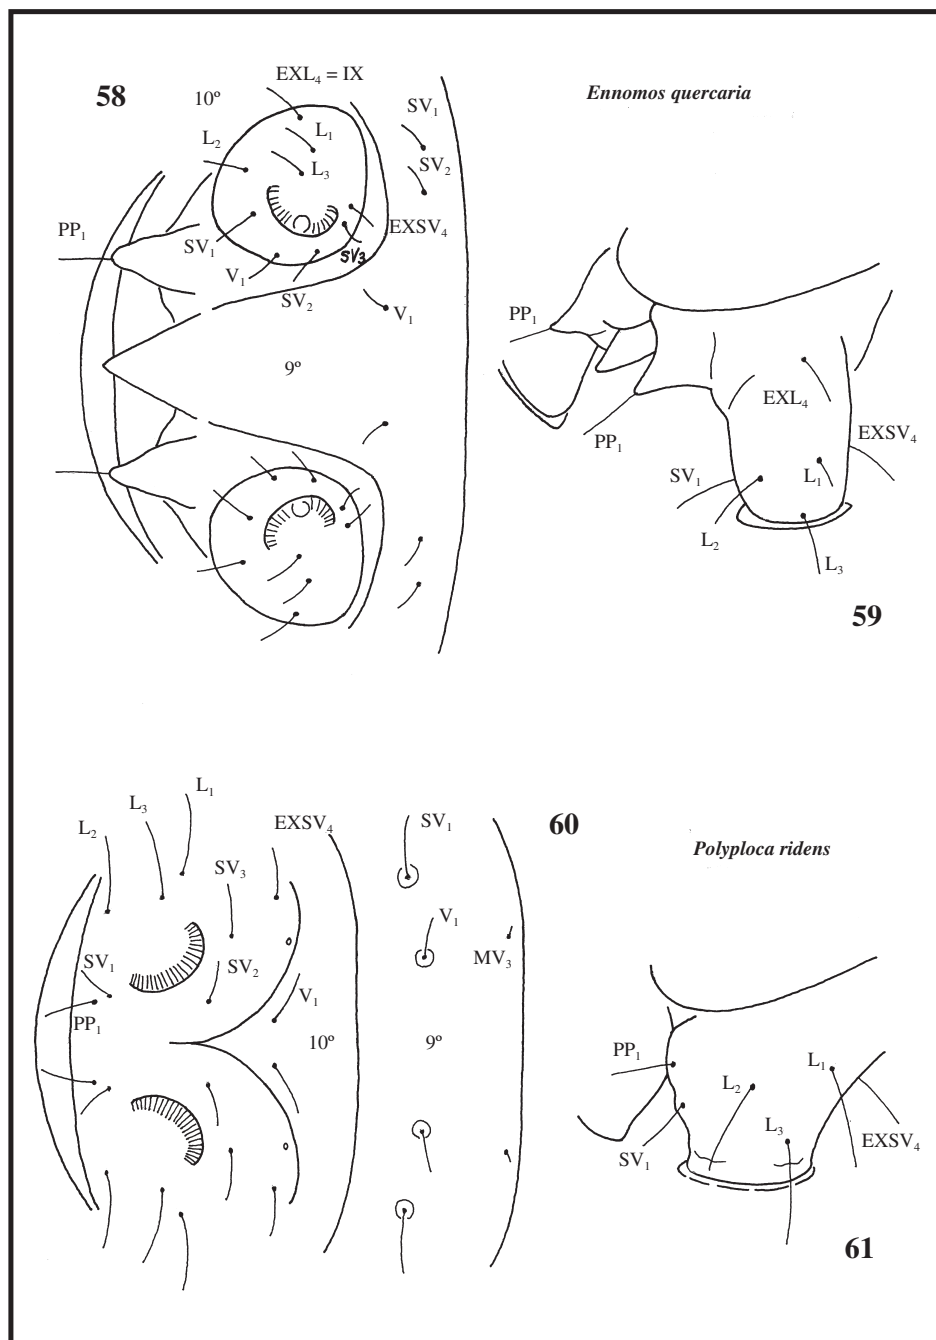 58
10º
EXL₄ = IX
SV₁
Ennomos quercaria
L₂
L₁
SV₂
L₃
PP₁
SV₁
EXSV₄
SV₃
V₁
SV₂
V₁
9º
PP₁
EXL₄
PP₁
EXSV₄
SV₁
L₁
L₂
L₃
59
L₁
L₃
L₂
EXSV₄
SV₁
60
Polyploca ridens
SV₃
V₁
SV₁
SV₂
MV₃
V₁
PP₁
10º
9º
PP₁
L₂
L₁
L₃
SV₁
EXSV₄
61